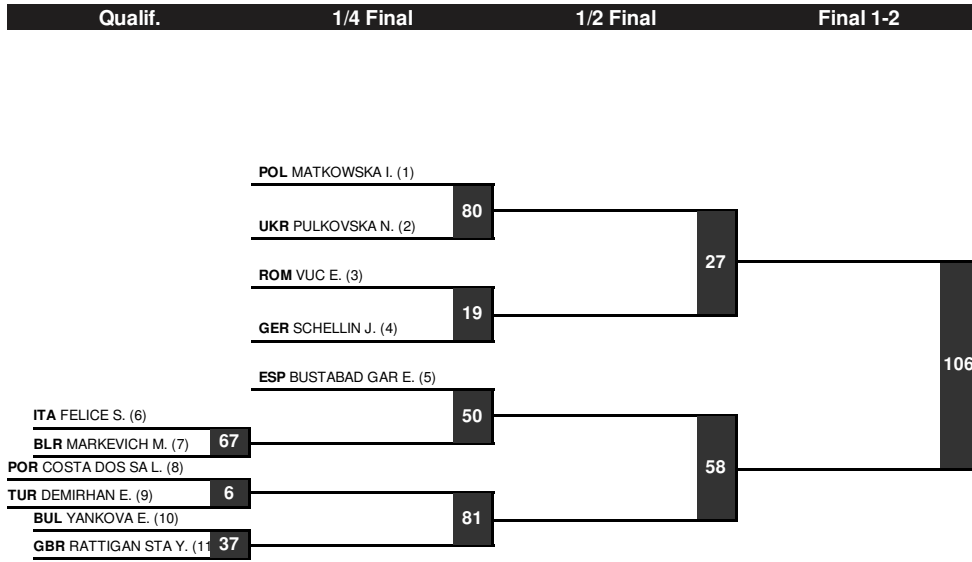 Qualif. 1/4 Final 1/2 Final Final 1-2
POL MATKOWSKA I. (1)
80
UKR PULKOVSKA N. (2)
27
ROM VUC E. (3)
19
GER SCHELLIN J. (4)
106
ESP BUSTABAD GAR E. (5)
ITA FELICE S. (6)
50
BLR MARKEVICH M. (7) 67
POR COSTA DOS SA L. (8)
58
TUR DEMIRHAN E. (9) 6
BUL YANKOVA E. (10)
81
GBR RATTIGAN STA Y. (11 37